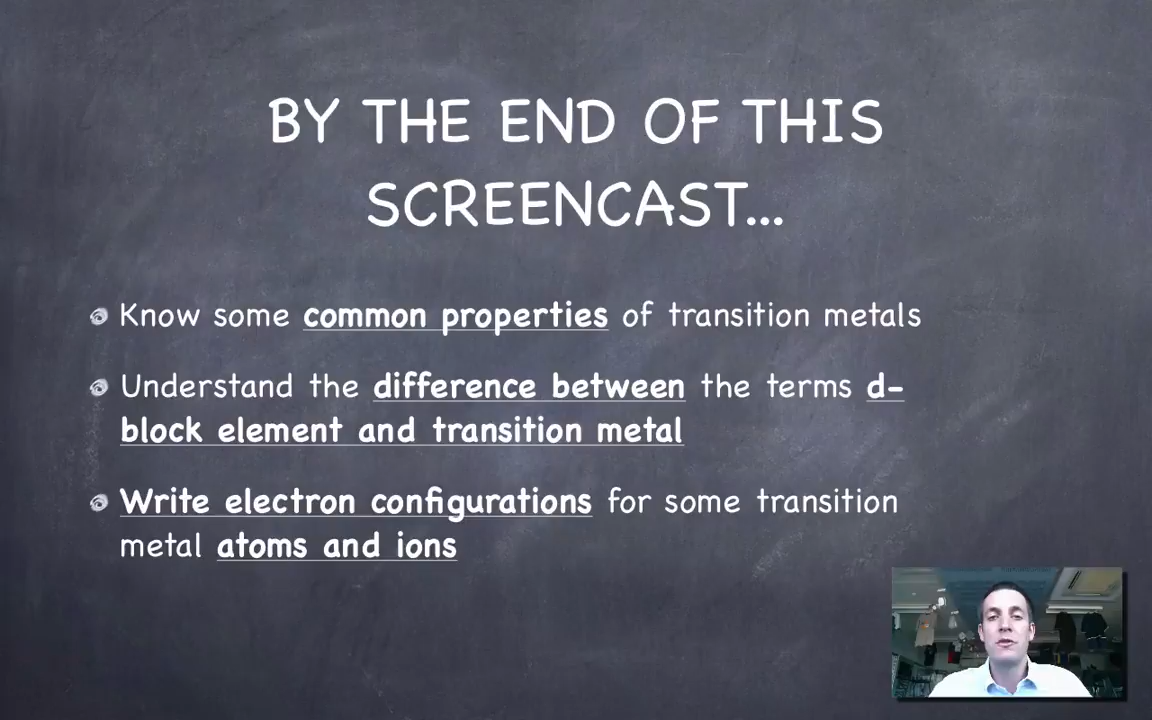 BY THE END OF THIS
SCREENCAST...
Know some common properties of transition metals
Understand the difference between the terms d-
block element and transition metal
Write electron configurations for some transition
metal atoms and ions